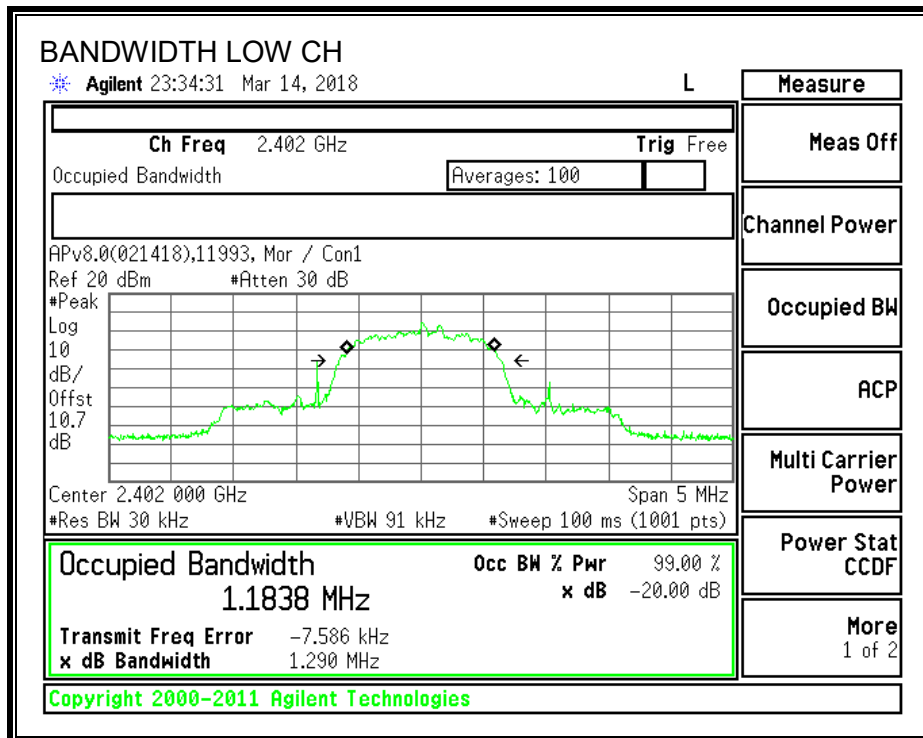 BANDWIDTH LOW CH
Agilent 23:34:31 Mar 14, 2018 L
Measure
Ch Freq 2.402 GHz Trig Free
Meas Off
Occupied Bandwidth Averages: 100
Channel Power
APv8.0(021418),11993, Mor / Con1
Ref 20 dBm #Atten 30 dB
#Peak
Log
10
dB/
Offst
10.7
dB
Occupied BW
ACP
Multi Carrier
Power
Center 2.402 000 GHz Span 5 MHz
#Res BW 30 kHz #VBW 91 kHz #Sweep 100 ms (1001 pts)
Power Stat
CCDF
Occupied Bandwidth Occ BW % Pwr 99.00 %
1.1838 MHz x dB -20.00 dB
Transmit Freq Error -7.586 kHz
x dB Bandwidth 1.290 MHz
More
1 of 2
Copyright 2000-2011 Agilent Technologies